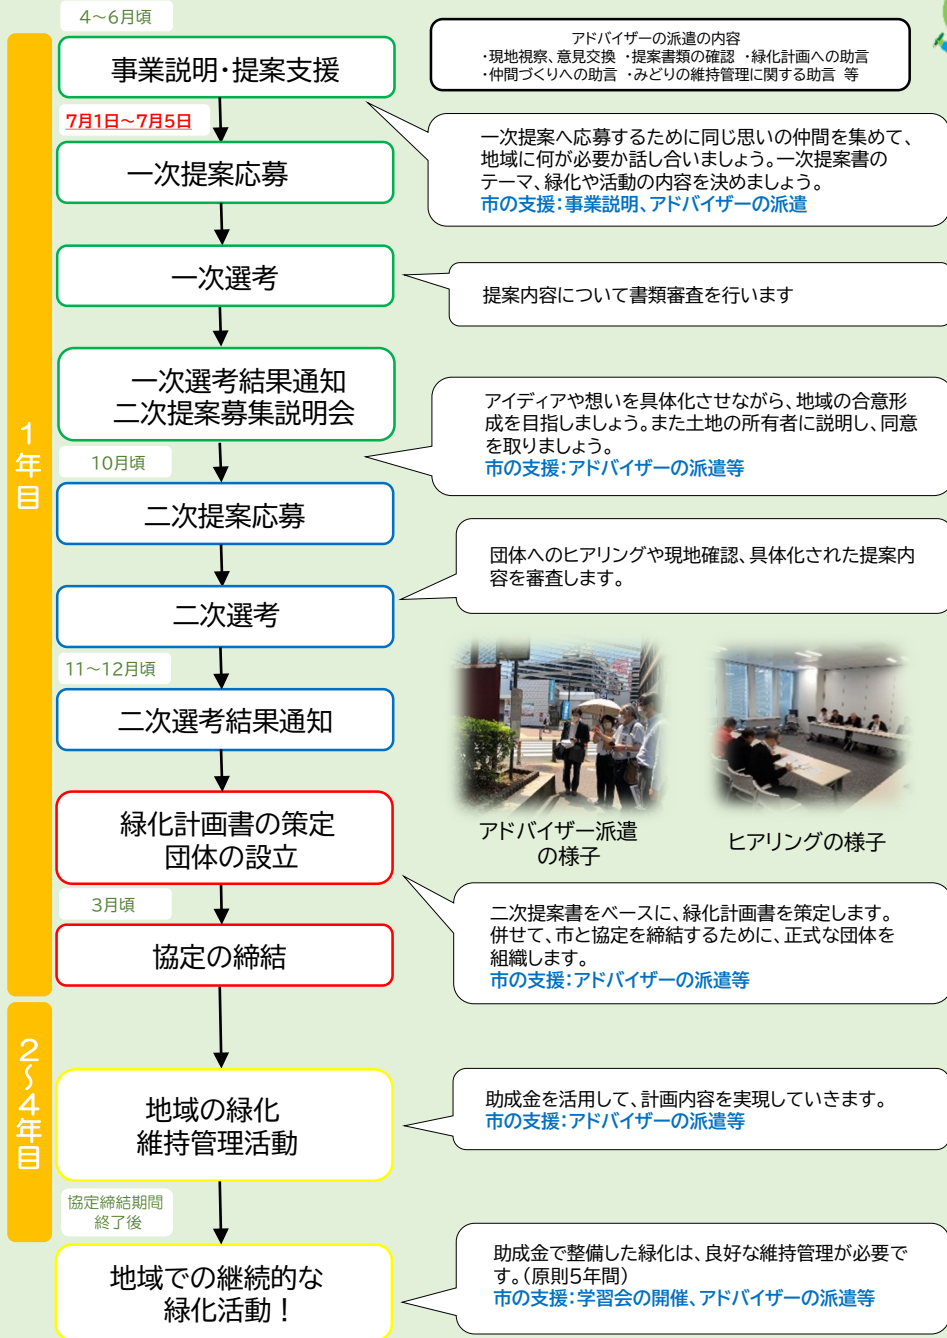 4～6月頃
事業説明・提案支援
アドバイザーの派遣の内容
・現地視察、意見交換 ・提案書類の確認 ・緑化計画への助言
・仲間づくりへの助言 ・みどりの維持管理に関する助言 等
7月1日～7月5日
一次提案応募
一次提案へ応募するために同じ思いの仲間を集めて、
地域に何が必要か話し合いましょう。一次提案書の
テーマ、緑化や活動の内容を決めましょう。
市の支援：事業説明、アドバイザーの派遣
一次選考
提案内容について書類審査を行います
一次選考結果通知
二次提案募集説明会
アイディアや想いを具体化させながら、地域の合意形
成を目指しましょう。また土地の所有者に説明し、同意
を取りましょう。
市の支援：アドバイザーの派遣等
1年目
10月頃
二次提案応募
団体へのヒアリングや現地確認、具体化された提案内
容を審査します。
二次選考
11～12月頃
二次選考結果通知
アドバイザー派遣
の様子
ヒアリングの様子
緑化計画書の策定
団体の設立
二次提案書をベースに、緑化計画書を策定します。
併せて、市と協定を締結するために、正式な団体を
組織します。
市の支援：アドバイザーの派遣等
3月頃
協定の締結
2～4年目
地域の緑化
維持管理活動
助成金を活用して、計画内容を実現していきます。
市の支援：アドバイザーの派遣等
協定締結期間
終了後
地域での継続的な
緑化活動！
助成金で整備した緑化は、良好な維持管理が必要で
す。(原則5年間)
市の支援：学習会の開催、アドバイザーの派遣等